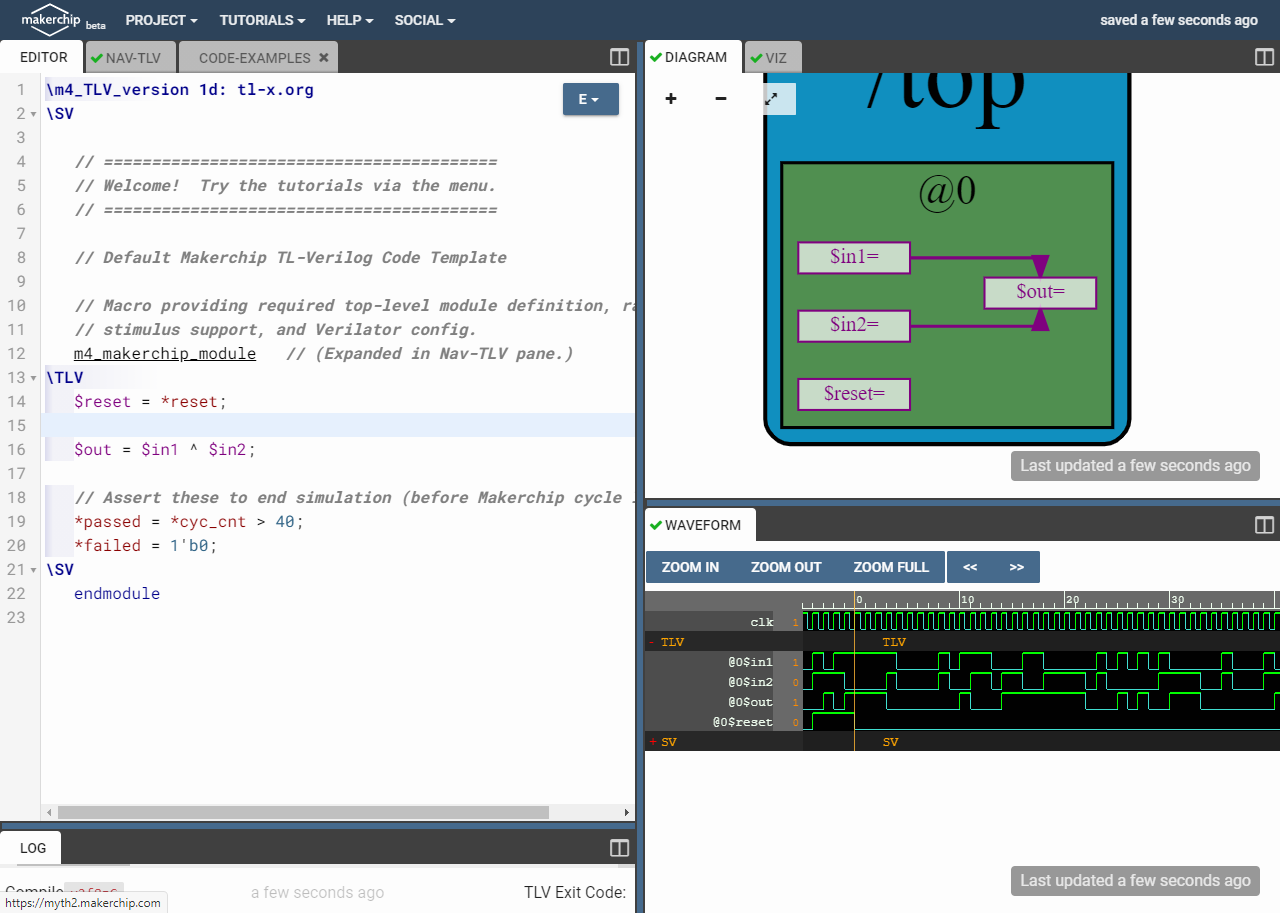 makerchip beta PROJECT TUTORIALS HELP SOCIAL saved a few seconds ago
EDITOR NAV-TLV CODE-EXAMPLES
E
1 \m4_TLV_version 1d: tl-x.org
2 \SV
3
4 // =========================================
5 // Welcome!  Try the tutorials via the menu.
6 // =========================================
7
8 // Default Makerchip TL-Verilog Code Template
9
10 // Macro providing required top-level module definition,
11 // stimulus support, and Verilator config.
12 m4_makerchip_module   // (Expanded in Nav-TLV pane.)
13 \TLV
14 $reset = *reset;
15
16 $out = $in1 ^ $in2;
17
18 // Assert these to end simulation (before Makerchip cycle
19 *passed = *cyc_cnt > 40;
20 *failed = 1'b0;
21 \SV
22 endmodule
23
LOG
Compile
a few seconds ago
TLV Exit Code:
https://myth2.makerchip.com
DIAGRAM VIZ
+ −
/top
@0
$in1=
$out=
$in2=
$reset=
Last updated a few seconds ago
WAVEFORM
ZOOM IN ZOOM OUT ZOOM FULL << >>
0 10 20 30
clk 1
- TLV TLV
@0$in1 1
@0$in2 0
@0$out 1
@0$reset 0
+ SV SV
Last updated a few seconds ago